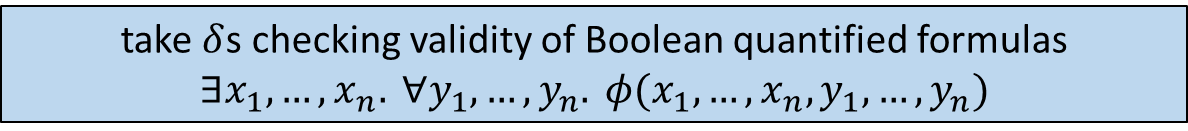 take 𝛿s checking validity of Boolean quantified formulas
∃𝑥₁, … , 𝑥ₙ. ∀𝑦₁, … , 𝑦ₙ. 𝜙(𝑥₁, … , 𝑥ₙ, 𝑦₁, … , 𝑦ₙ)